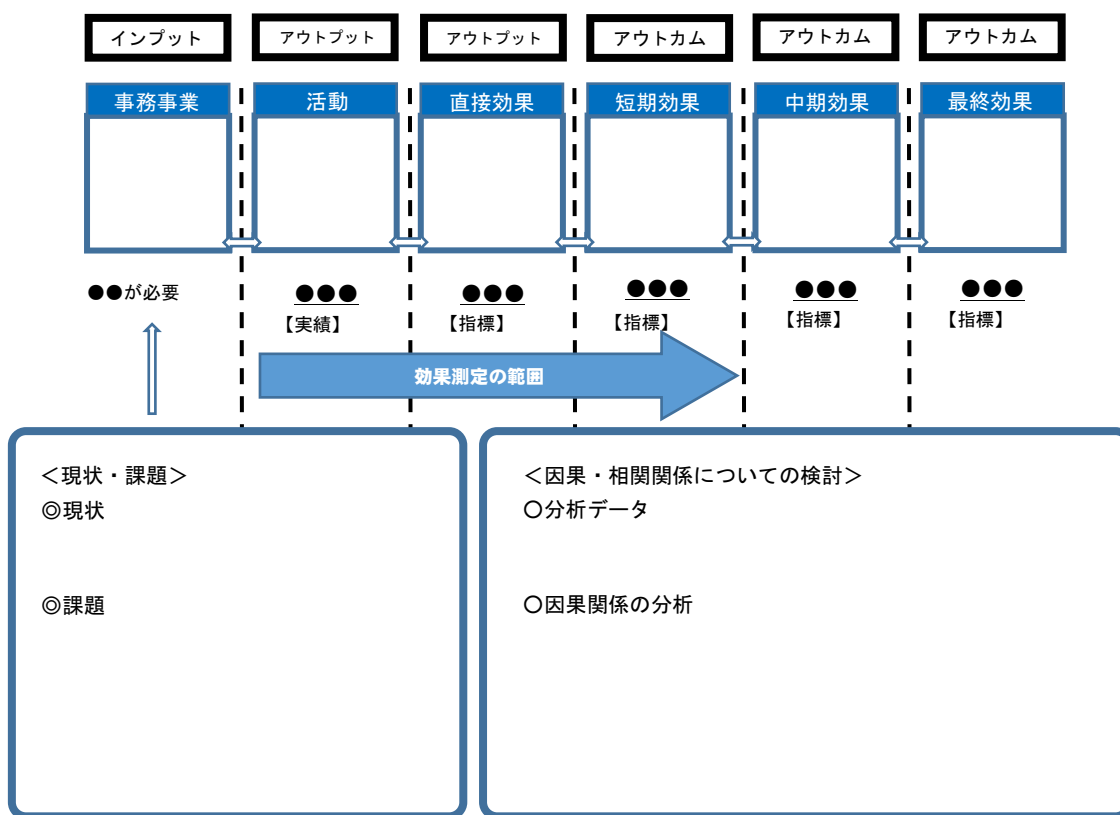 インプット
アウトプット
アウトプット
アウトカム
アウトカム
アウトカム
事務事業
活動
直接効果
短期効果
中期効果
最終効果
●●が必要
●●●
●●●
●●●
●●●
●●●
【実績】
【指標】
【指標】
【指標】
【指標】
効果測定の範囲
＜現状・課題＞
◎現状
◎課題
＜因果・相関関係についての検討＞
〇分析データ
〇因果関係の分析